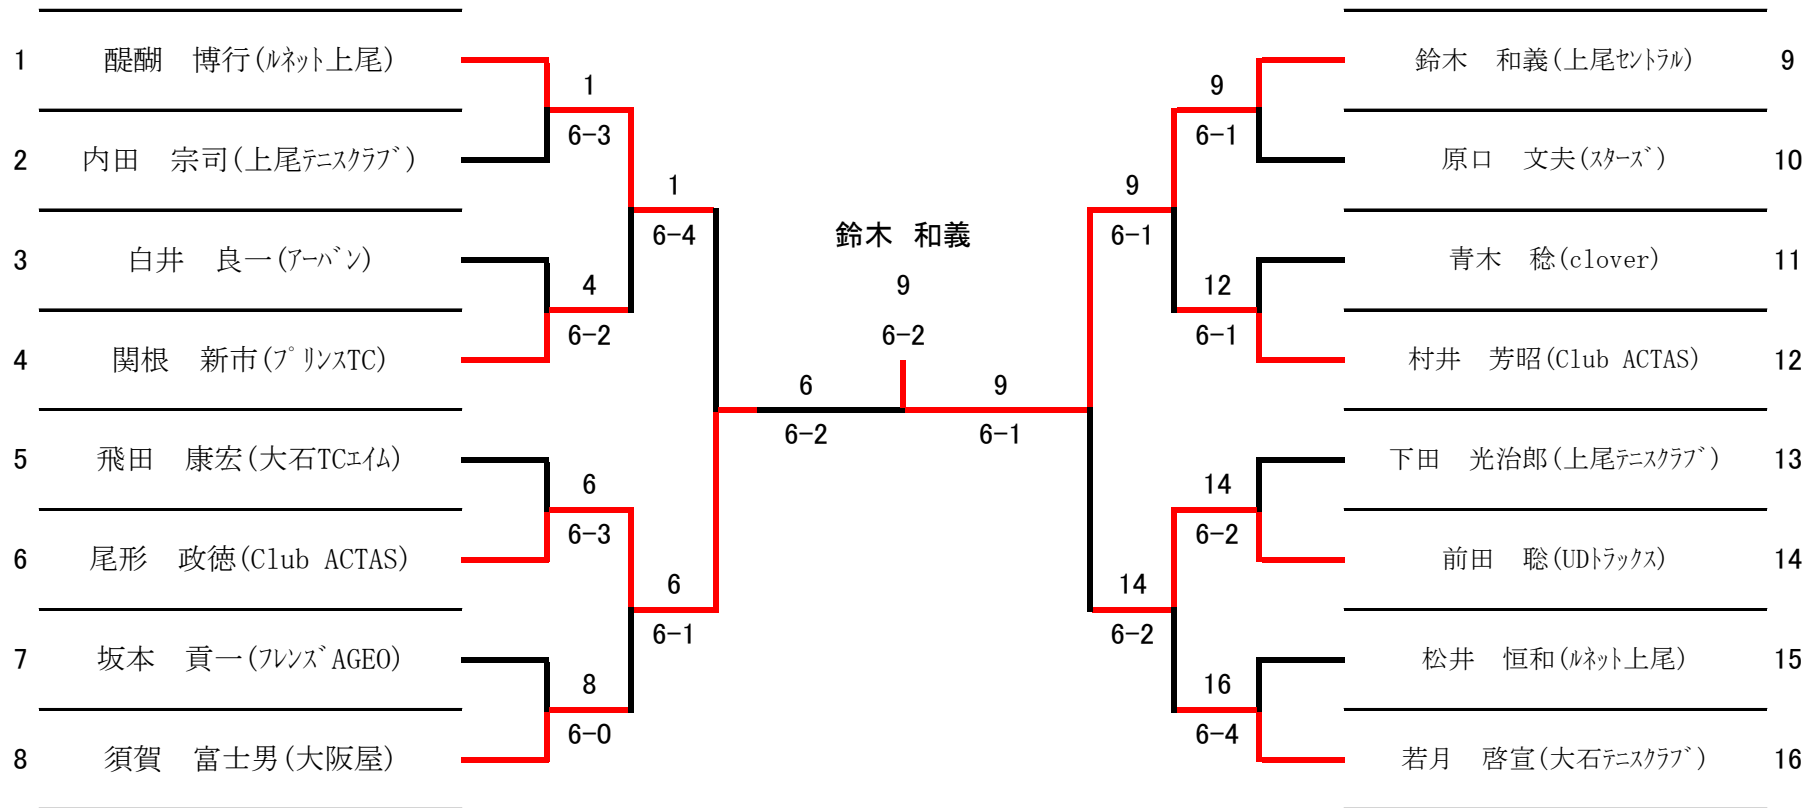 1 醍醐　博行(ﾙﾈｯﾄ上尾)
2 内田　宗司(上尾ﾃﾆｽｸﾗﾌﾞ)
3 白井　良一(ｱｰﾊﾞﾝ)
4 関根　新市(ﾌﾟﾘﾝｽTC)
5 飛田　康宏(大石TCｴｲﾑ)
6 尾形　政徳(Club ACTAS)
7 坂本　貢一(ﾌﾚﾝｽﾞAGEO)
8 須賀　富士男(大阪屋)
1
6-3
4
6-2
6
6-3
8
6-0
1
6-4
6
6-1
6
6-2
鈴木　和義
9
6-2
9
6-1
9
6-1
14
6-2
9
6-1
12
6-1
14
6-2
16
6-4
鈴木　和義(上尾ｾﾝﾄﾗﾙ) 9
原口　文夫(ｽﾀｰｽﾞ) 10
青木　稔(clover) 11
村井　芳昭(Club ACTAS) 12
下田　光治郎(上尾ﾃﾆｽｸﾗﾌﾞ) 13
前田　聡(UDﾄﾗｯｸｽ) 14
松井　恒和(ﾙﾈｯﾄ上尾) 15
若月　啓宣(大石ﾃﾆｽｸﾗﾌﾞ) 16